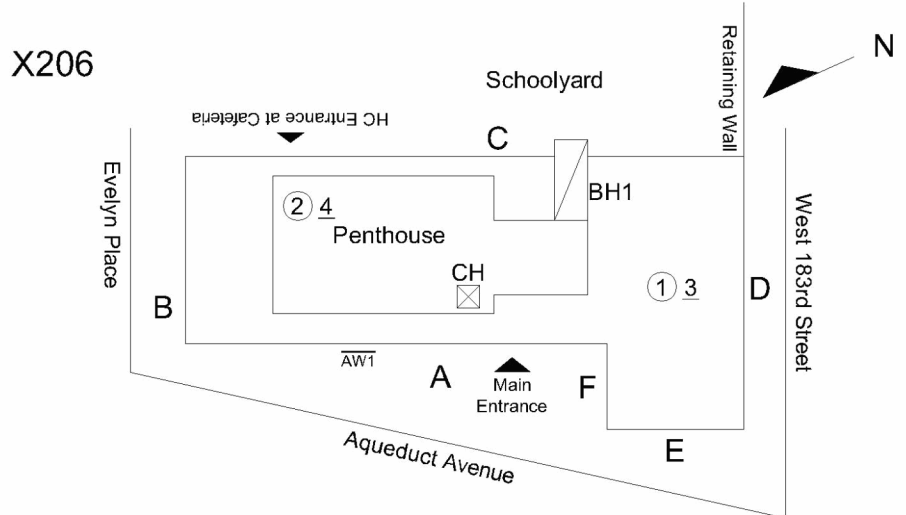 X206
N
Schoolyard
Retaining Wall
HC Entrance at Cafeteria
C
Evelyn Place
BH1
2 4
Penthouse
West 183rd Street
CH
1 3
D
B
AW1
A
Main
Entrance
F
E
Aqueduct Avenue